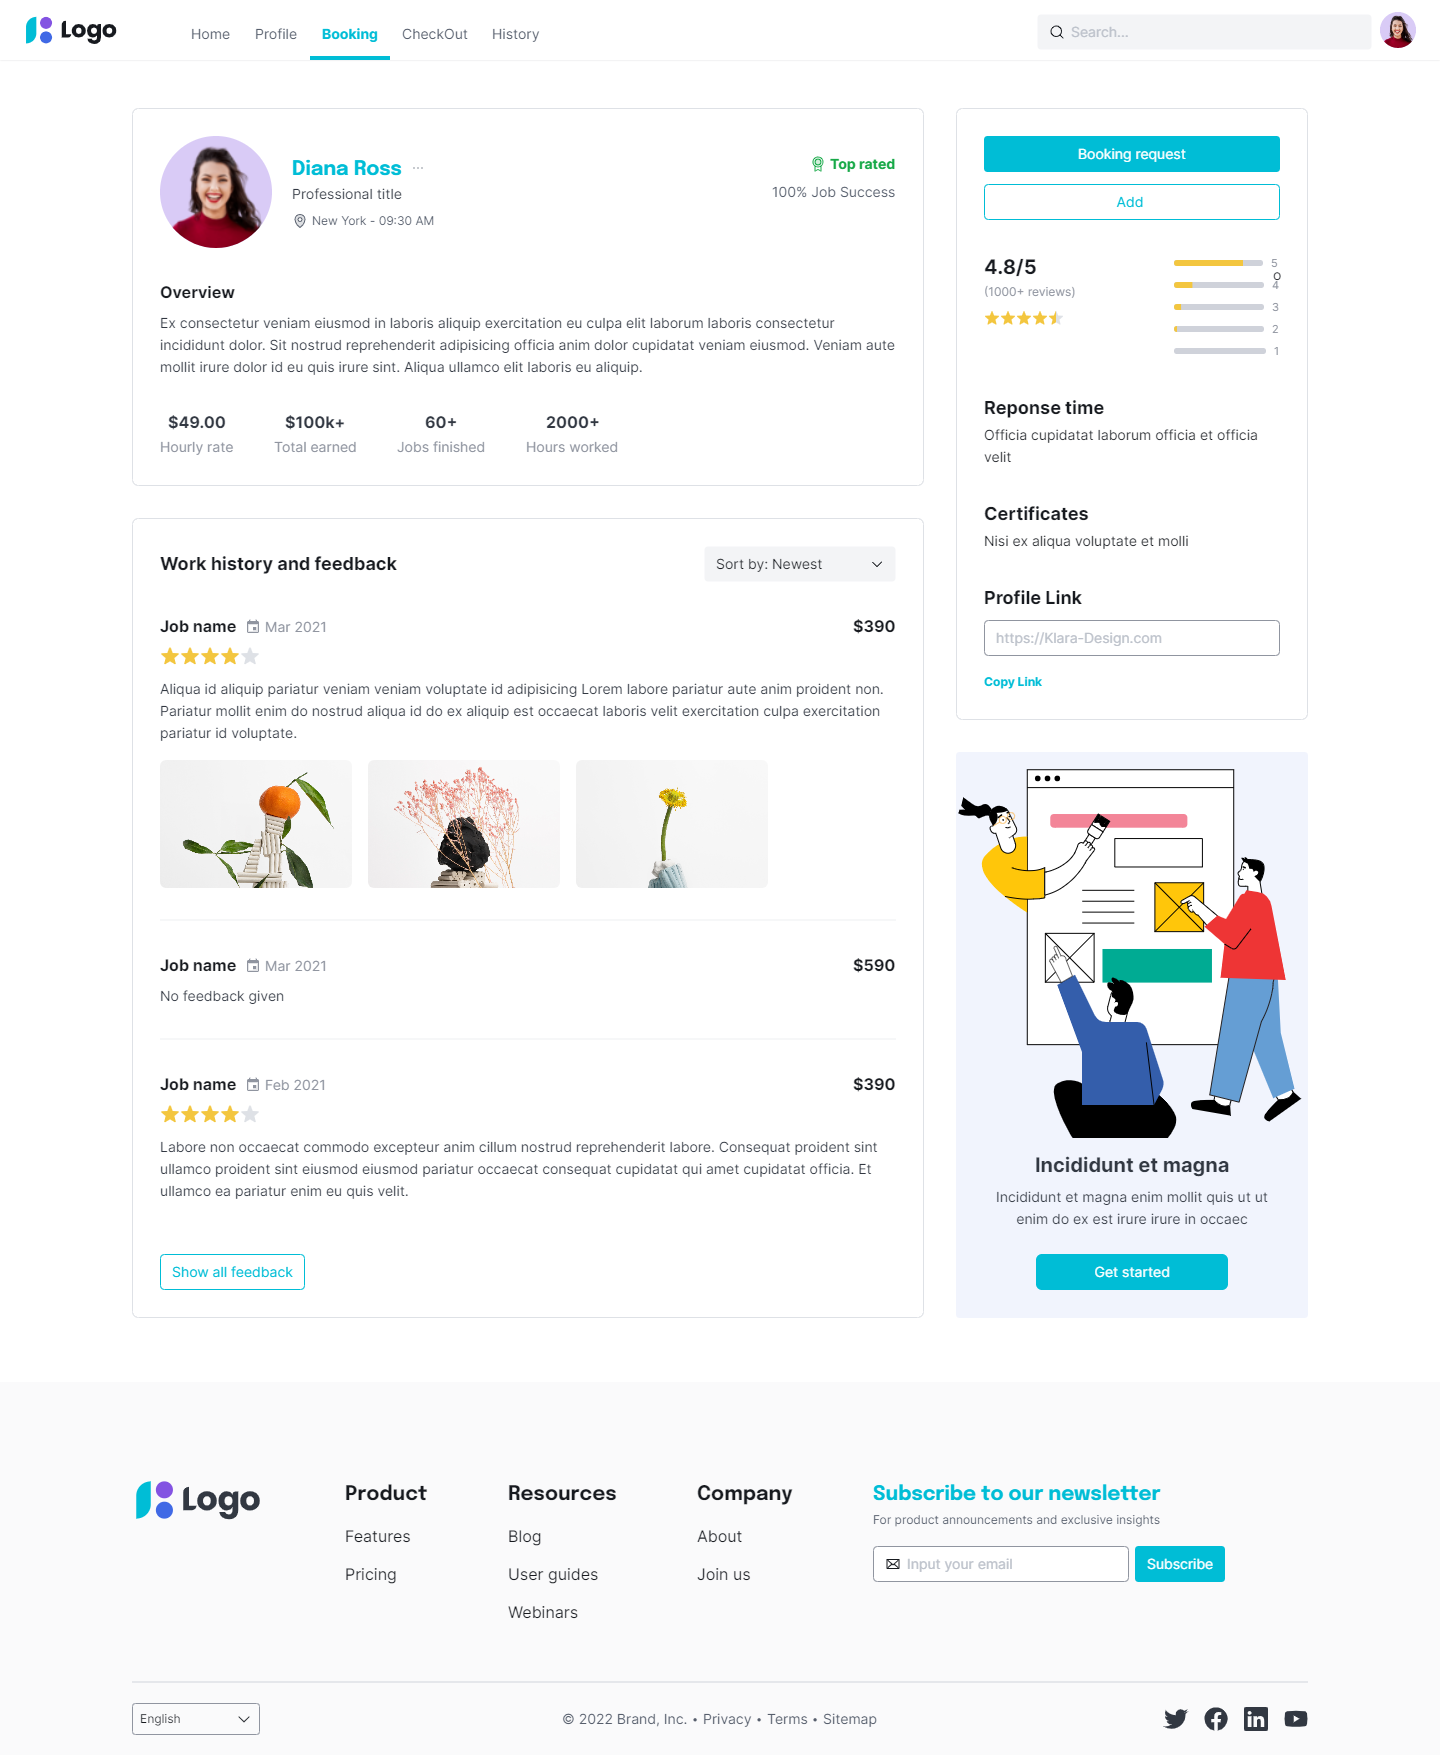 Logo
Home Profile Booking CheckOut History
Search...
Diana Ross ...
Professional title
New York - 09:30 AM
Top rated
100% Job Success
Overview
Ex consectetur veniam eiusmod in laboris aliquip exercitation eu culpa elit laborum laboris consectetur
incididunt dolor. Sit nostrud reprehenderit adipisicing officia anim dolor cupidatat veniam eiusmod. Veniam aute
mollit irure dolor id eu quis irure sint. Aliqua ullamco elit laboris eu aliquip.
$49.00 $100k+ 60+ 2000+
Hourly rate Total earned Jobs finished Hours worked
Booking request
Add
4.8/5
(1000+ reviews)
5
O
4
3
2
1
Reponse time
Officia cupidatat laborum officia et officia
velit
Certificates
Nisi ex aliqua voluptate et molli
Profile Link
https://Klara-Design.com
Copy Link
Work history and feedback
Sort by: Newest
Job name Mar 2021 $390
Aliqua id aliquip pariatur veniam veniam voluptate id adipisicing Lorem labore pariatur aute anim proident non.
Pariatur mollit enim do nostrud aliqua id do ex aliquip est occaecat laboris velit exercitation culpa exercitation
pariatur id voluptate.
Job name Mar 2021 $590
No feedback given
Job name Feb 2021 $390
Labore non occaecat commodo excepteur anim cillum nostrud reprehenderit labore. Consequat proident sint
ullamco proident sint eiusmod eiusmod pariatur occaecat consequat cupidatat qui amet cupidatat officia. Et
ullamco ea pariatur enim eu quis velit.
Show all feedback
Incididunt et magna
Incididunt et magna enim mollit quis ut ut
enim do ex est irure irure in occaec
Get started
Logo
Product
Features
Pricing
Resources
Blog
User guides
Webinars
Company
About
Join us
Subscribe to our newsletter
For product announcements and exclusive insights
Input your email
Subscribe
English
© 2022 Brand, Inc. • Privacy • Terms • Sitemap